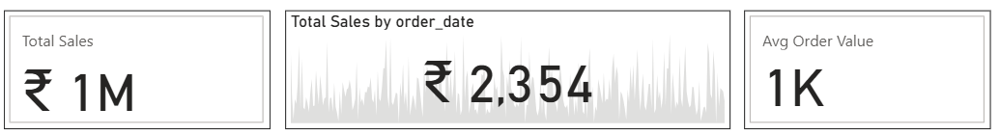 Total Sales
₹ 1M
Total Sales by order_date
₹ 2,354
Avg Order Value
1K